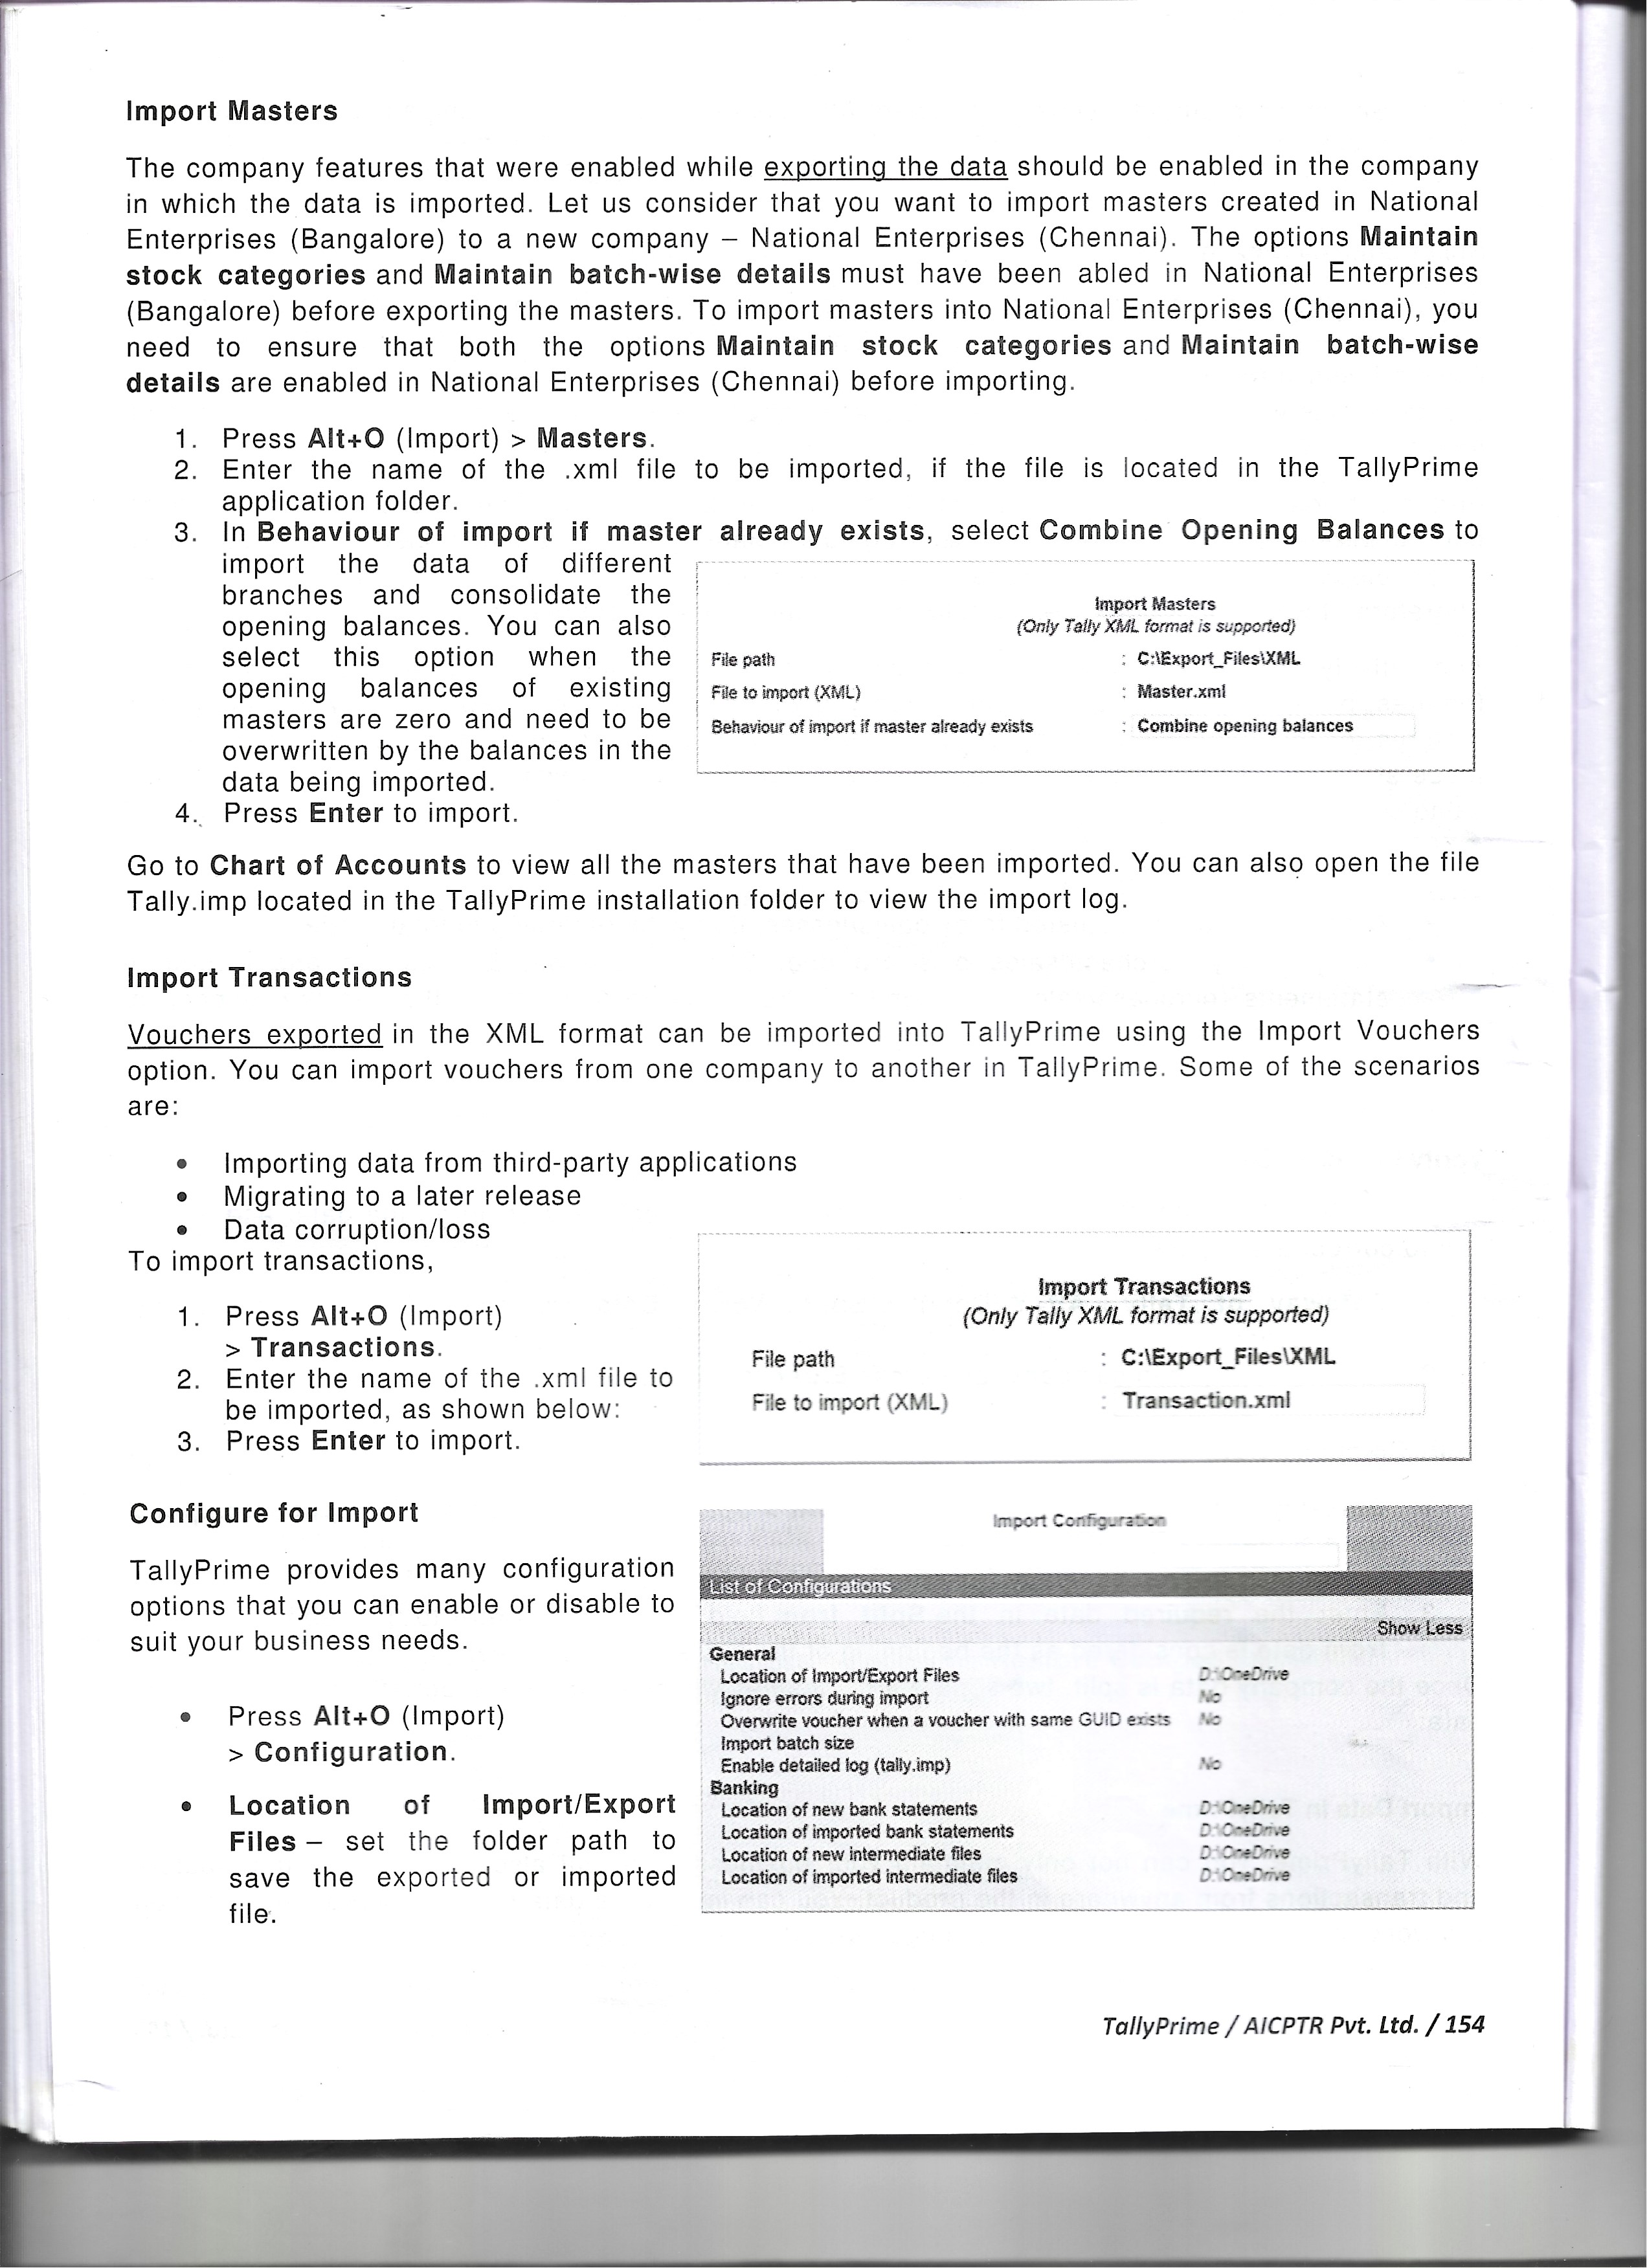 Import Masters
The company features that were enabled while exporting the data should be enabled in the company
in which the data is imported. Let us consider that you want to import masters created in National
Enterprises (Bangalore) to a new company – National Enterprises (Chennai). The options Maintain
stock categories and Maintain batch-wise details must have been abled in National Enterprises
(Bangalore) before exporting the masters. To import masters into National Enterprises (Chennai), you
need to ensure that both the options Maintain stock categories and Maintain batch-wise
details are enabled in National Enterprises (Chennai) before importing.
1. Press Alt+O (Import) > Masters.
2. Enter the name of the .xml file to be imported, if the file is located in the TallyPrime
application folder.
3. In Behaviour of import if master already exists, select Combine Opening Balances to
import the data of different
branches and consolidate the
opening balances. You can also
select this option when the
opening balances of existing
masters are zero and need to be
overwritten by the balances in the
data being imported.
4. Press Enter to import.
Import Masters
(Only Tally XML format is supported)
File path : C:\Export_Files\XML
File to import (XML) : Master.xml
Behaviour of import if master already exists : Combine opening balances
Go to Chart of Accounts to view all the masters that have been imported. You can also open the file
Tally.imp located in the TallyPrime installation folder to view the import log.
Import Transactions
Vouchers exported in the XML format can be imported into TallyPrime using the Import Vouchers
option. You can import vouchers from one company to another in TallyPrime. Some of the scenarios
are:
• Importing data from third-party applications
• Migrating to a later release
• Data corruption/loss
To import transactions,
1. Press Alt+O (Import)
> Transactions.
2. Enter the name of the .xml file to
be imported, as shown below:
3. Press Enter to import.
Import Transactions
(Only Tally XML format is supported)
File path : C:\Export_Files\XML
File to import (XML) : Transaction.xml
Configure for Import
TallyPrime provides many configuration
options that you can enable or disable to
suit your business needs.
• Press Alt+O (Import)
> Configuration.
• Location of Import/Export
Files – set the folder path to
save the exported or imported
file.
Import Configuration
List of Configurations
Show Less
General
Location of Import/Export Files D:\OneDrive
Ignore errors during import No
Overwrite voucher when a voucher with same GUID exists No
Import batch size
Enable detailed log (tally.imp) No
Banking
Location of new bank statements D:\OneDrive
Location of imported bank statements D:\OneDrive
Location of new intermediate files D:\OneDrive
Location of imported intermediate files D:\OneDrive
TallyPrime / AICPTR Pvt. Ltd. / 154